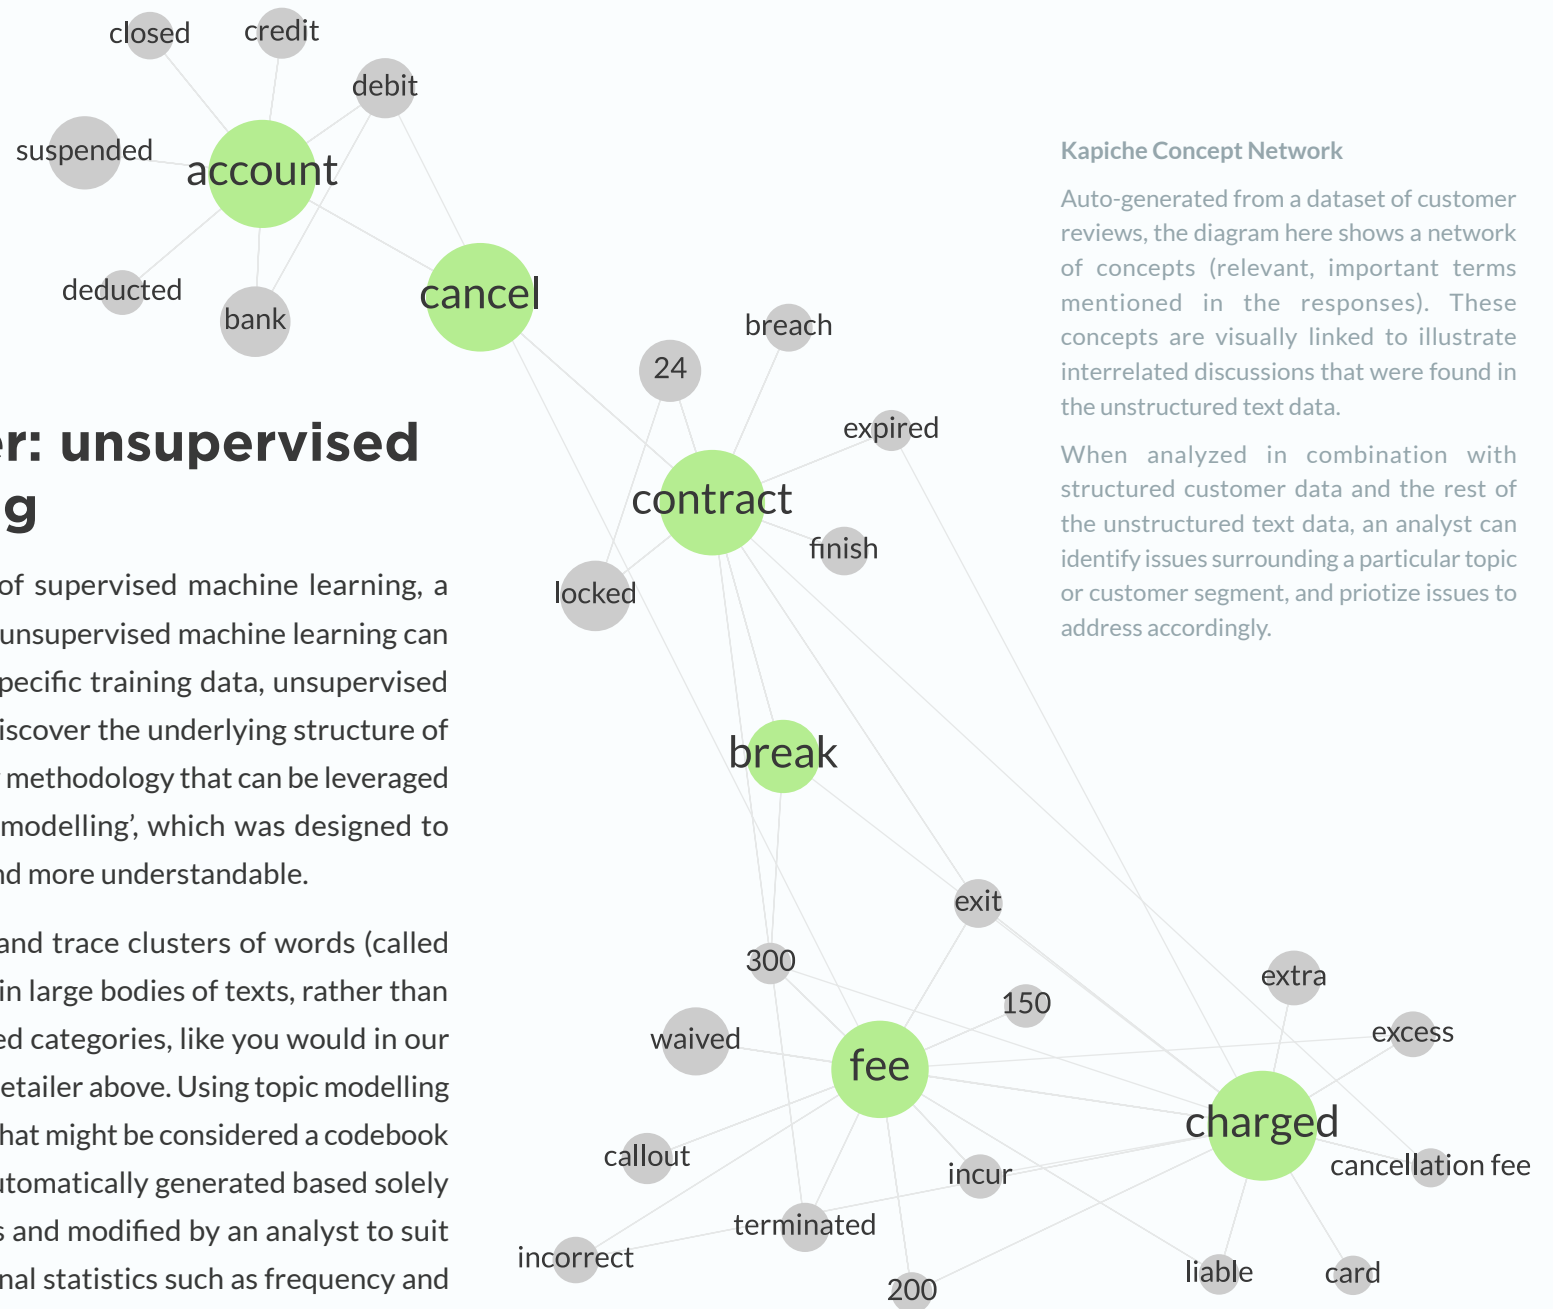 closed
credit
debit
suspended
account
deducted
bank
cancel
breach
24
expired
contract
finish
locked
break
exit
300
150
extra
waived
excess
fee
charged
callout
incur
cancellation fee
terminated
incorrect
200
liable
card
Kapiche Concept Network
Auto-generated from a dataset of customer
reviews, the diagram here shows a network
of concepts (relevant, important terms
mentioned in the responses). These
concepts are visually linked to illustrate
interrelated discussions that were found in
the unstructured text data.
When analyzed in combination with
structured customer data and the rest of
the unstructured text data, an analyst can
identify issues surrounding a particular topic
or customer segment, and priotize issues to
address accordingly.
er: unsupervised
g
of supervised machine learning, a
unsupervised machine learning can
pecific training data, unsupervised
iscover the underlying structure of
methodology that can be leveraged
modelling’, which was designed to
nd more understandable.
and trace clusters of words (called
in large bodies of texts, rather than
ed categories, like you would in our
etailer above. Using topic modelling
hat might be considered a codebook
utomatically generated based solely
s and modified by an analyst to suit
nal statistics such as frequency and